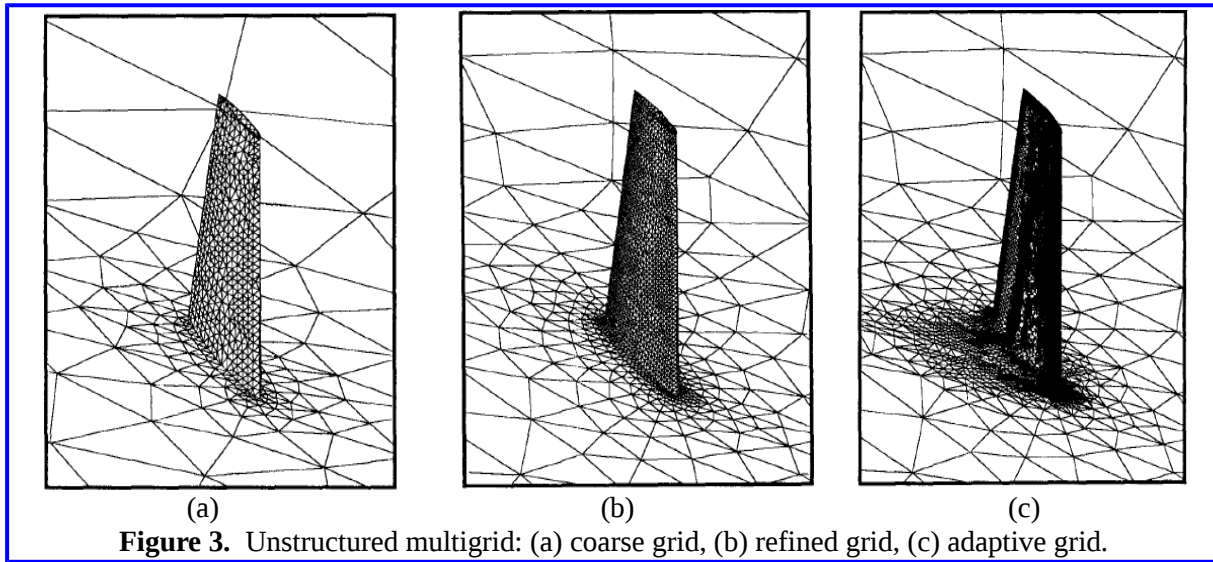 (a) (b) (c)
Figure 3. Unstructured multigrid: (a) coarse grid, (b) refined grid, (c) adaptive grid.